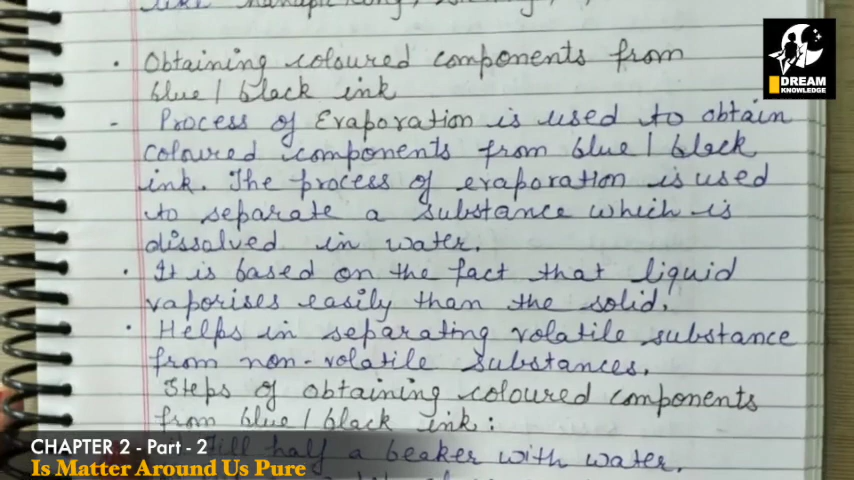 • Obtaining coloured components from
blue / black ink
- Process of Evaporation is used to obtain
coloured components from blue / black
ink. The process of evaporation is used
to separate a substance which is
dissolved in water.
• It is based on the fact that liquid
vaporises easily than the solid.
• Helps in separating volatile substance
from non-volatile substances.
Steps of obtaining coloured components
from blue / black ink:
fill half a beaker with water.
DREAM
KNOWLEDGE
CHAPTER 2 - Part - 2
Is Matter Around Us Pure